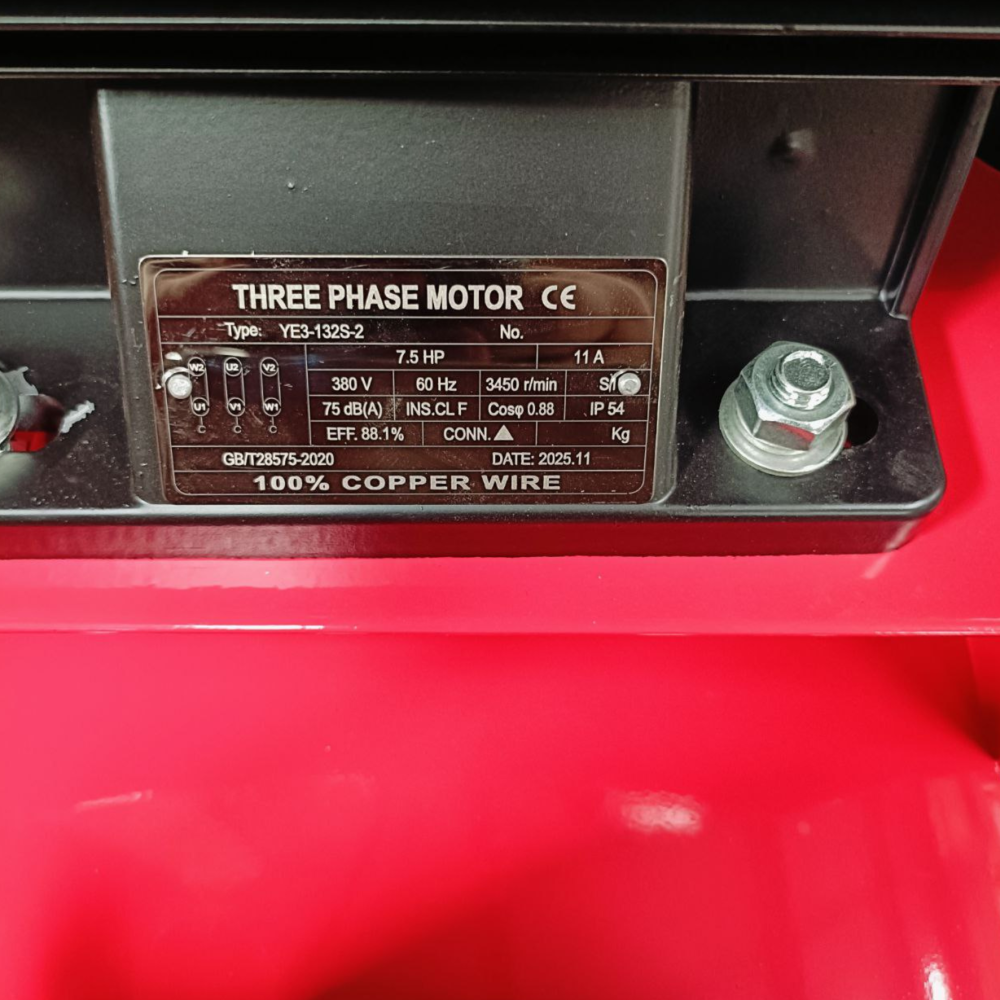 THREE PHASE MOTOR CE
Type: YE3-132S-2 No.
7.5 HP 11 A
W2 U2 V2
380 V 60 Hz 3450 r/min
U1 V1 W1
75 dB(A) INS.CL F Cosφ 0.88 IP 54
EFF. 88.1% CONN. Kg
GB/T28575-2020 DATE: 2025.11
100% COPPER WIRE